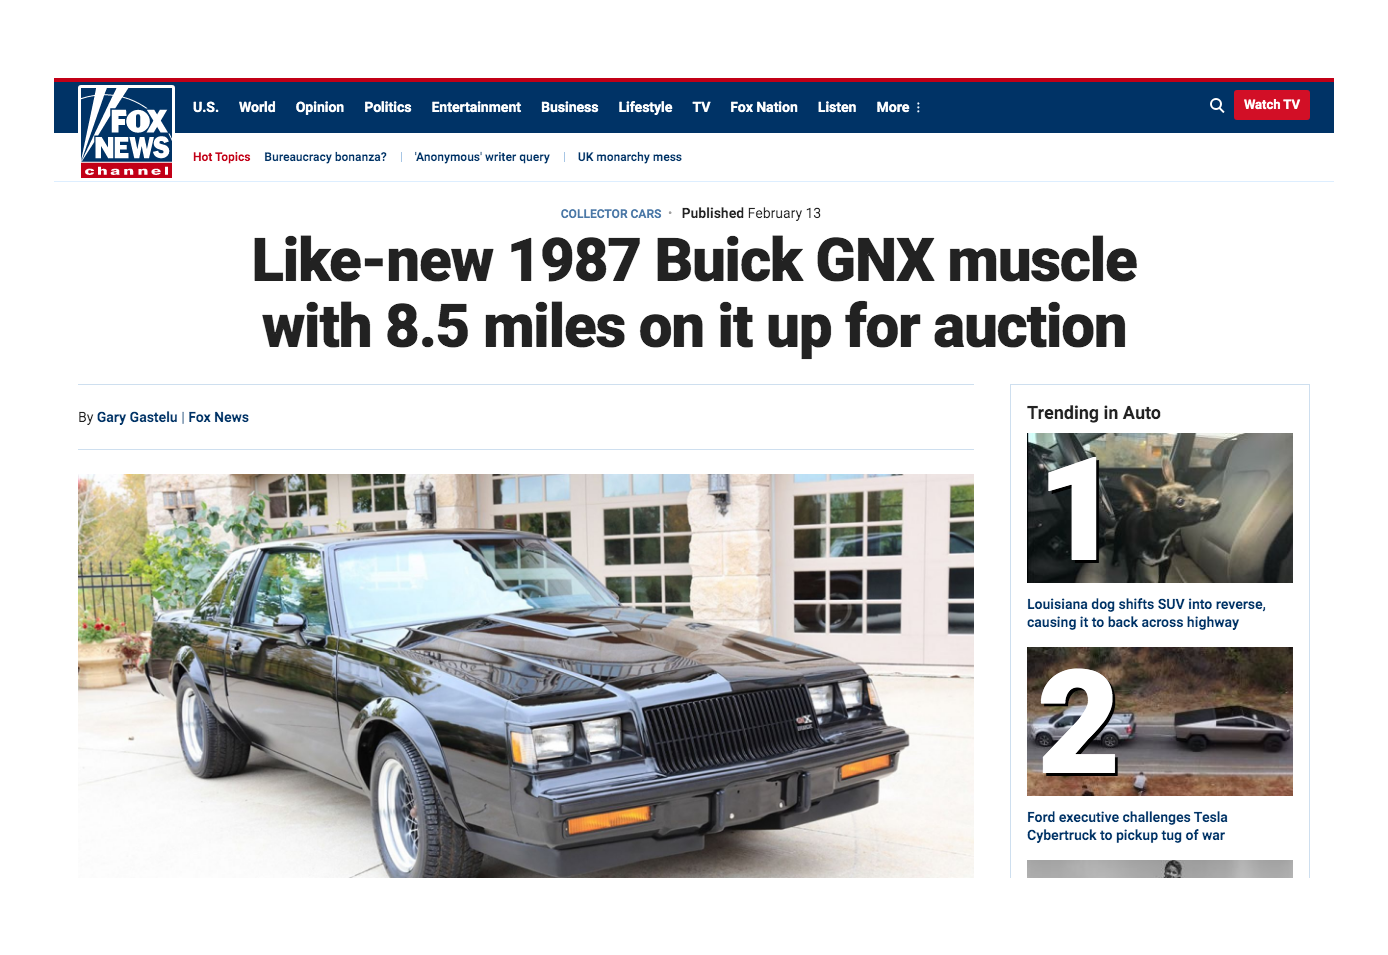 FOX
NEWS
channel
U.S. World Opinion Politics Entertainment Business Lifestyle TV Fox Nation Listen More Watch TV
Hot Topics Bureaucracy bonanza? 'Anonymous' writer query UK monarchy mess
COLLECTOR CARS · Published February 13
Like-new 1987 Buick GNX muscle
with 8.5 miles on it up for auction
By Gary Gastelu | Fox News
Trending in Auto
1
Louisiana dog shifts SUV into reverse,
causing it to back across highway
2
Ford executive challenges Tesla
Cybertruck to pickup tug of war